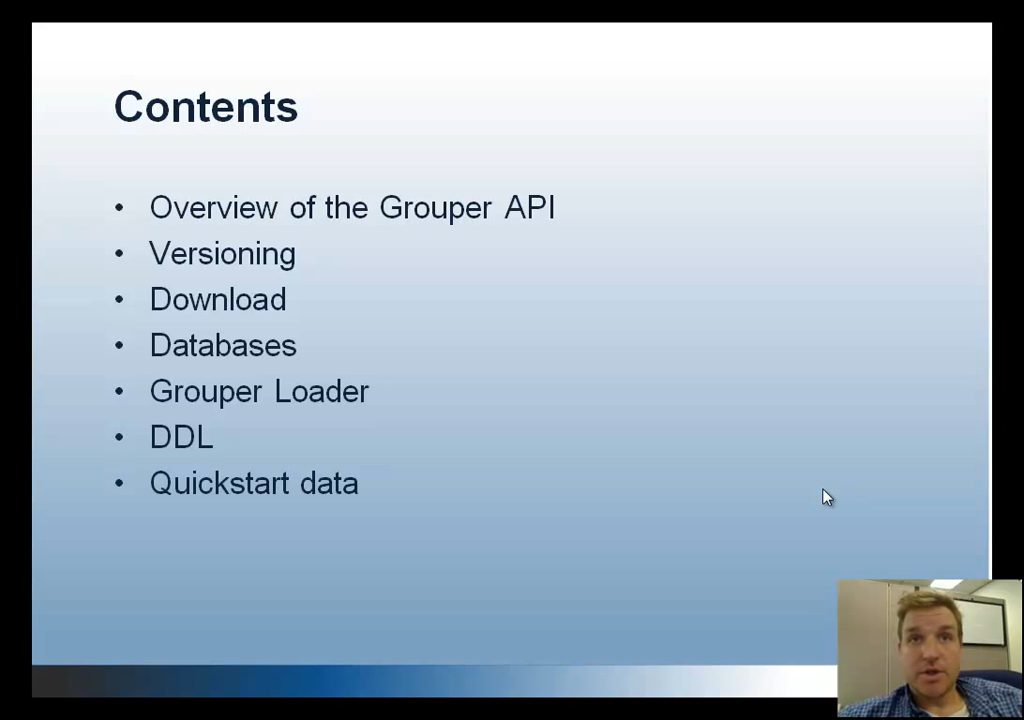 Contents
• Overview of the Grouper API
• Versioning
• Download
• Databases
• Grouper Loader
• DDL
• Quickstart data